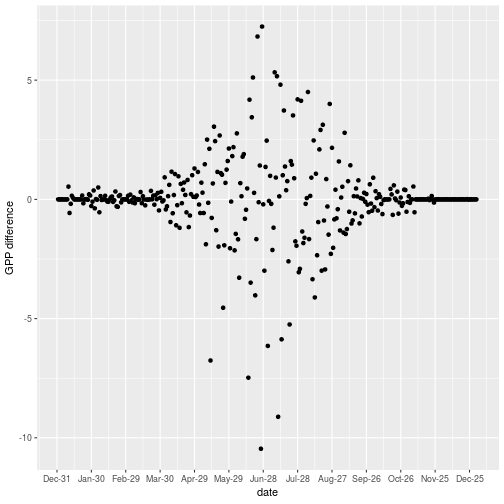 5
0
-5
-10
GPP difference
Dec-31 Jan-30 Feb-29 Mar-30 Apr-29 May-29 Jun-28 Jul-28 Aug-27 Sep-26 Oct-26 Nov-25 Dec-25
date